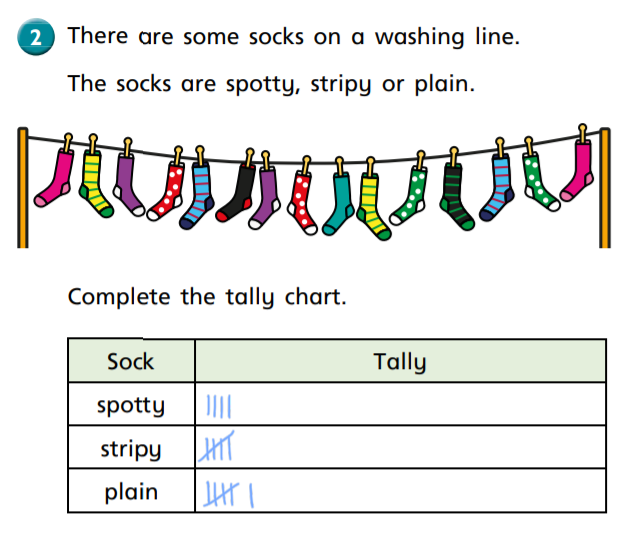 2 There are some socks on a washing line.
The socks are spotty, stripy or plain.
Complete the tally chart.
Sock Tally
spotty
stripy
plain